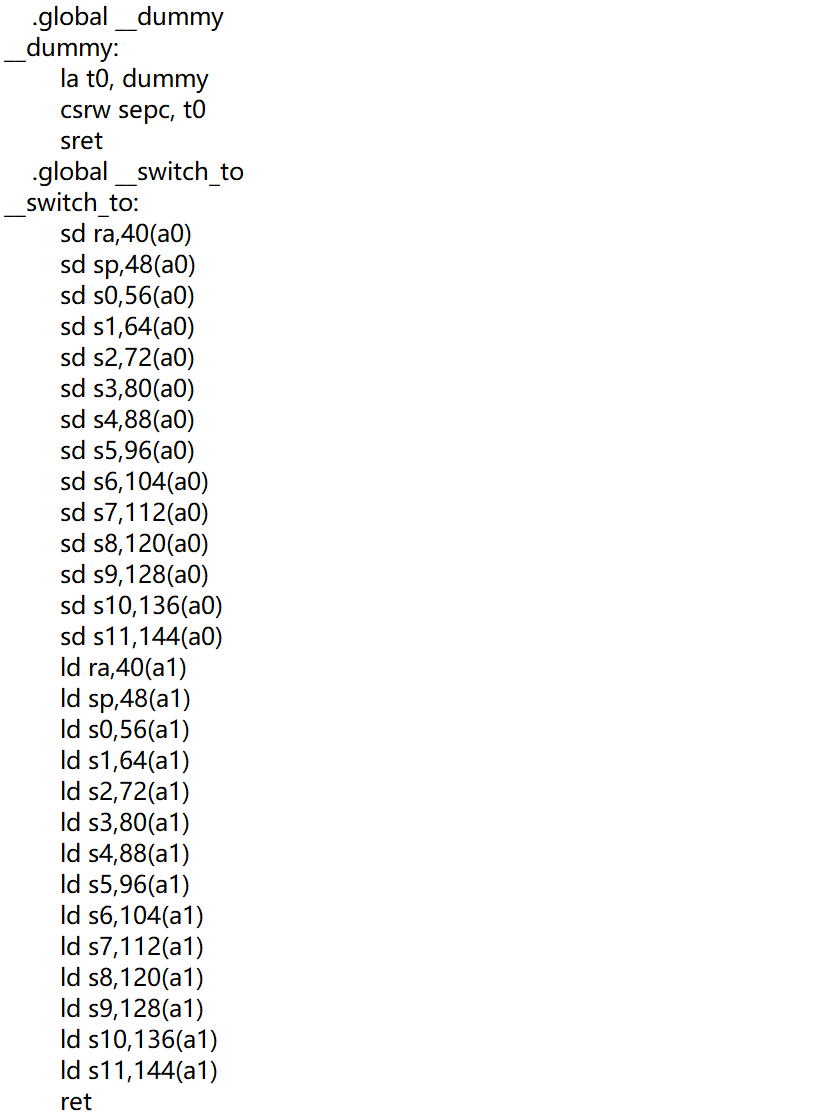 .global __dummy
__dummy:
la t0, dummy
csrw sepc, t0
sret
.global __switch_to
__switch_to:
sd ra,40(a0)
sd sp,48(a0)
sd s0,56(a0)
sd s1,64(a0)
sd s2,72(a0)
sd s3,80(a0)
sd s4,88(a0)
sd s5,96(a0)
sd s6,104(a0)
sd s7,112(a0)
sd s8,120(a0)
sd s9,128(a0)
sd s10,136(a0)
sd s11,144(a0)
ld ra,40(a1)
ld sp,48(a1)
ld s0,56(a1)
ld s1,64(a1)
ld s2,72(a1)
ld s3,80(a1)
ld s4,88(a1)
ld s5,96(a1)
ld s6,104(a1)
ld s7,112(a1)
ld s8,120(a1)
ld s9,128(a1)
ld s10,136(a1)
ld s11,144(a1)
ret